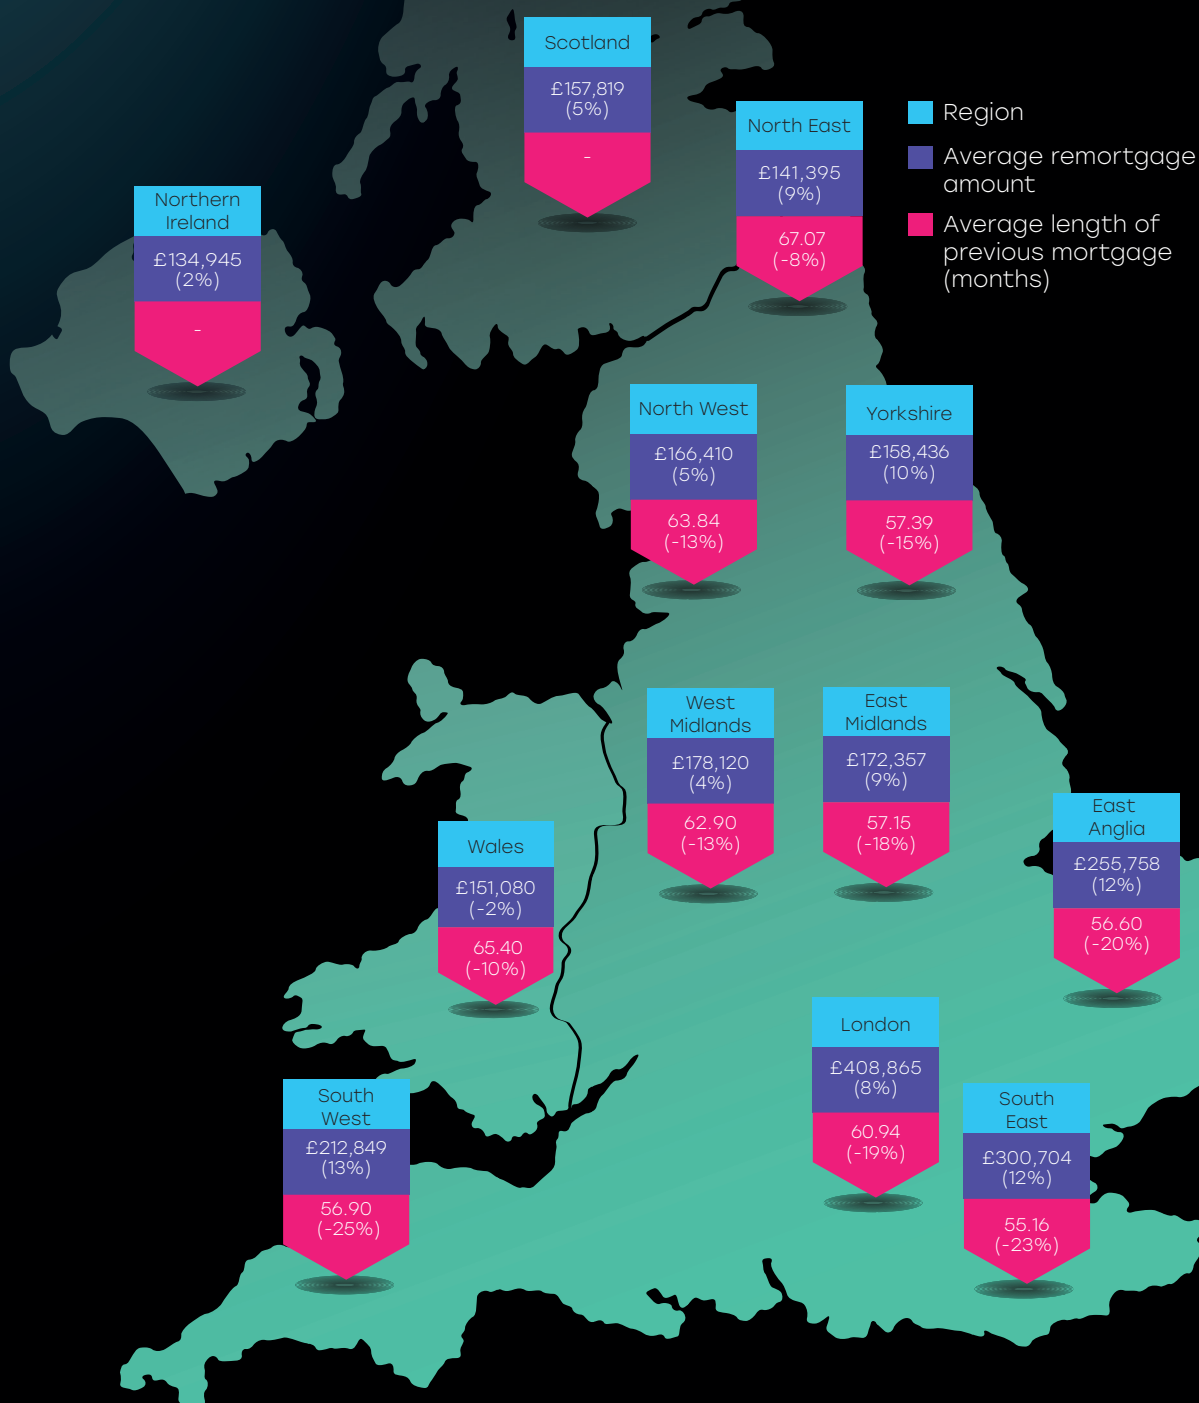 Scotland
£157,819
(5%)
-
North East
£141,395
(9%)
67.07
(-8%)
Region
Average remortgage
amount
Average length of
previous mortgage
(months)
Northern
Ireland
£134,945
(2%)
-
North West
£166,410
(5%)
63.84
(-13%)
Yorkshire
£158,436
(10%)
57.39
(-15%)
West
Midlands
£178,120
(4%)
62.90
(-13%)
East
Midlands
£172,357
(9%)
57.15
(-18%)
East
Anglia
£255,758
(12%)
56.60
(-20%)
Wales
£151,080
(-2%)
65.40
(-10%)
London
£408,865
(8%)
60.94
(-19%)
South
West
£212,849
(13%)
56.90
(-25%)
South
East
£300,704
(12%)
55.16
(-23%)